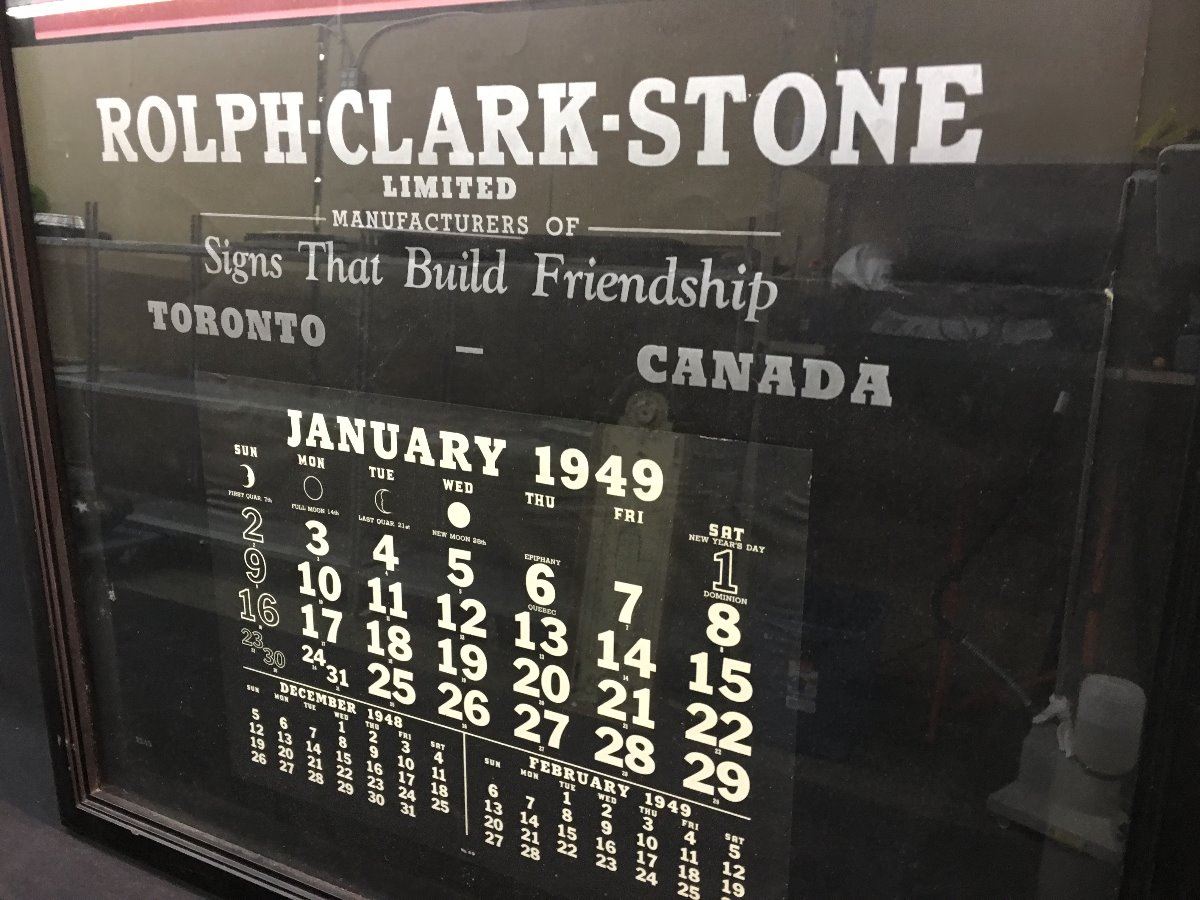 ROLPH·CLARK·STONE
LIMITED
MANUFACTURERS OF
Signs That Build Friendship
TORONTO – CANADA
JANUARY 1949
SUN MON TUE WED THU FRI SAT
FIRST QUAR. 7th FULL MOON 14th LAST QUAR. 21st NEW MOON 28th
NEW YEAR'S DAY
1
EPIPHANY DOMINION
2 3 4 5 6 7 8
QUEBEC
9 10 11 12 13 14 15
16 17 18 19 20 21 22
23 24 25 26 27 28 29
30 31
DECEMBER 1948
SUN MON TUE WED THU FRI SAT
1 2 3 4
5 6 7 8 9 10 11
12 13 14 15 16 17 18
19 20 21 22 23 24 25
26 27 28 29 30 31
FEBRUARY 1949
SUN MON TUE WED THU FRI SAT
1 2 3 4 5
6 7 8 9 10 11 12
13 14 15 16 17 18 19
20 21 22 23 24 25
27 28